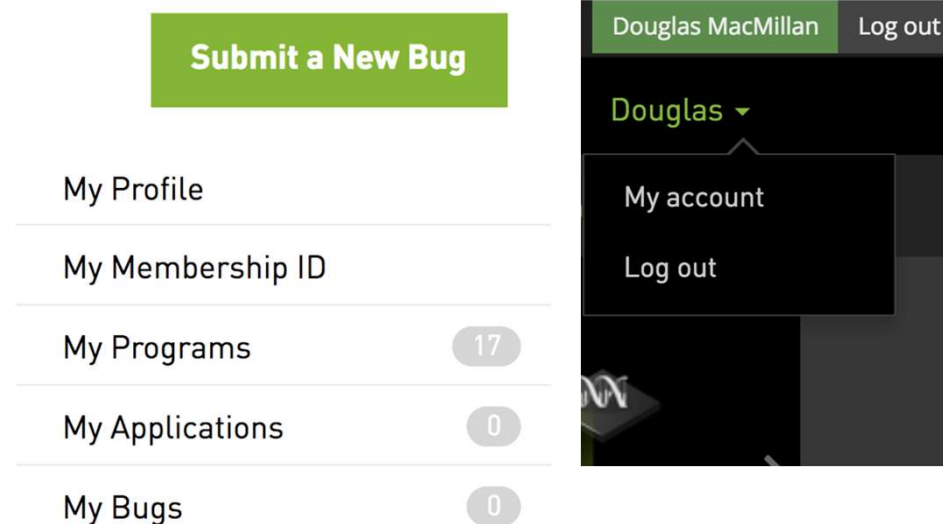 Submit a New Bug
My Profile
My Membership ID
My Programs 17
My Applications 0
My Bugs 0
Douglas MacMillan Log out
Douglas
My account
Log out